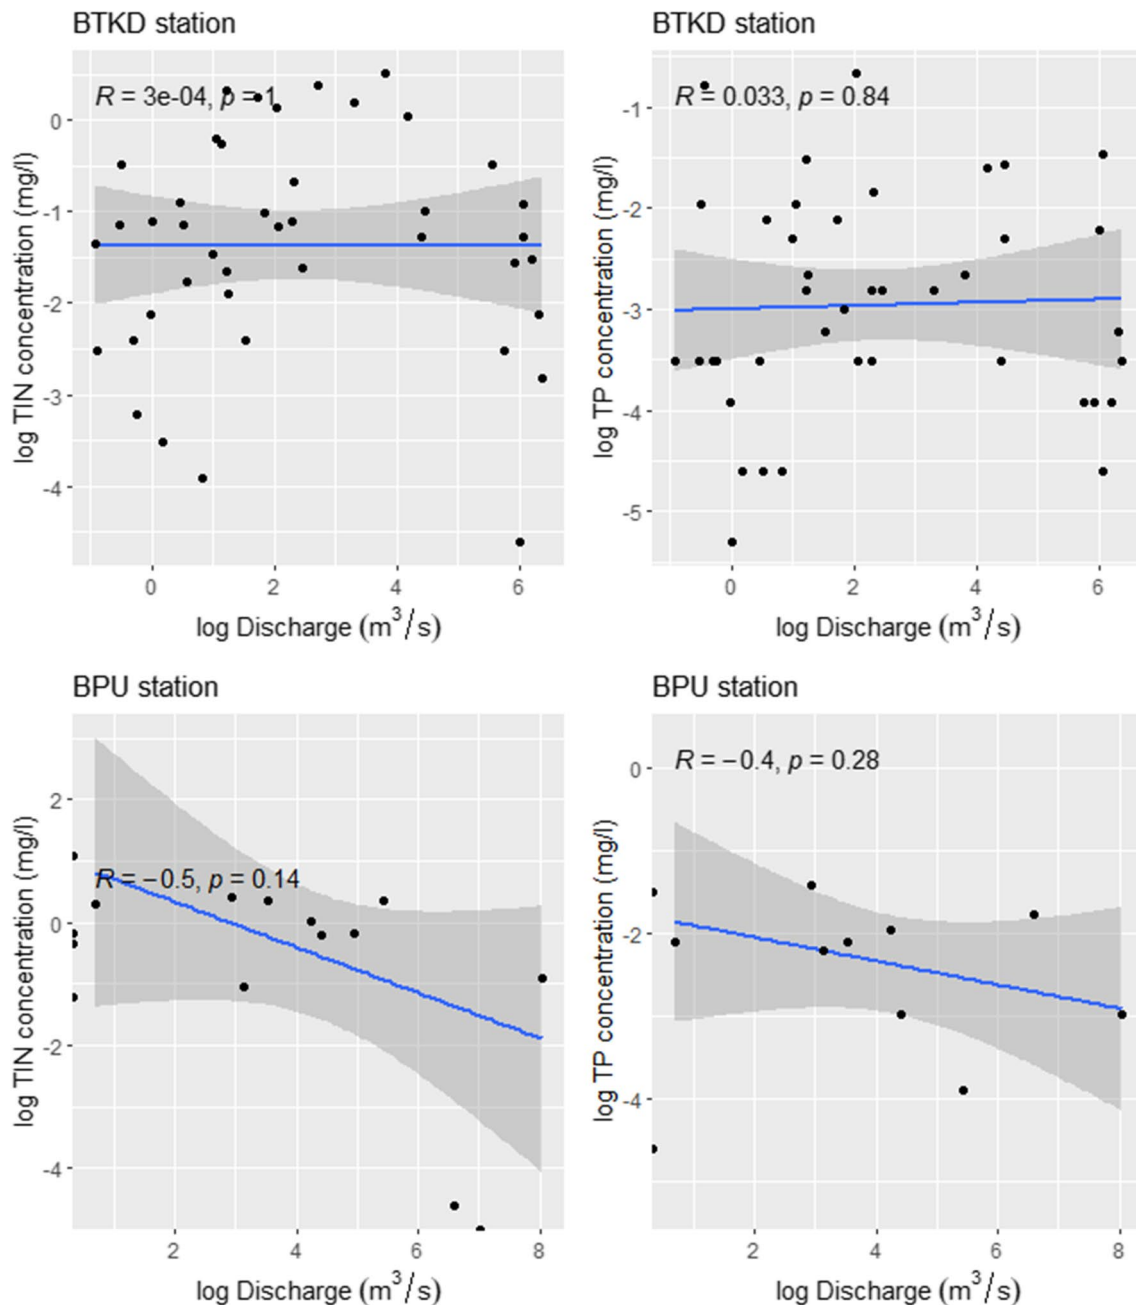 BTKD station
R = 3e-04, p = 1
log TIN concentration (mg/l)
0
-1
-2
-3
-4
0 2 4 6
log Discharge (m³/s)
BTKD station
R = 0.033, p = 0.84
log TP concentration (mg/l)
-1
-2
-3
-4
-5
0 2 4 6
log Discharge (m³/s)
BPU station
R = −0.5, p = 0.14
log TIN concentration (mg/l)
2
0
-2
-4
2 4 6 8
log Discharge (m³/s)
BPU station
R = −0.4, p = 0.28
log TP concentration (mg/l)
0
-2
-4
2 4 6 8
log Discharge (m³/s)